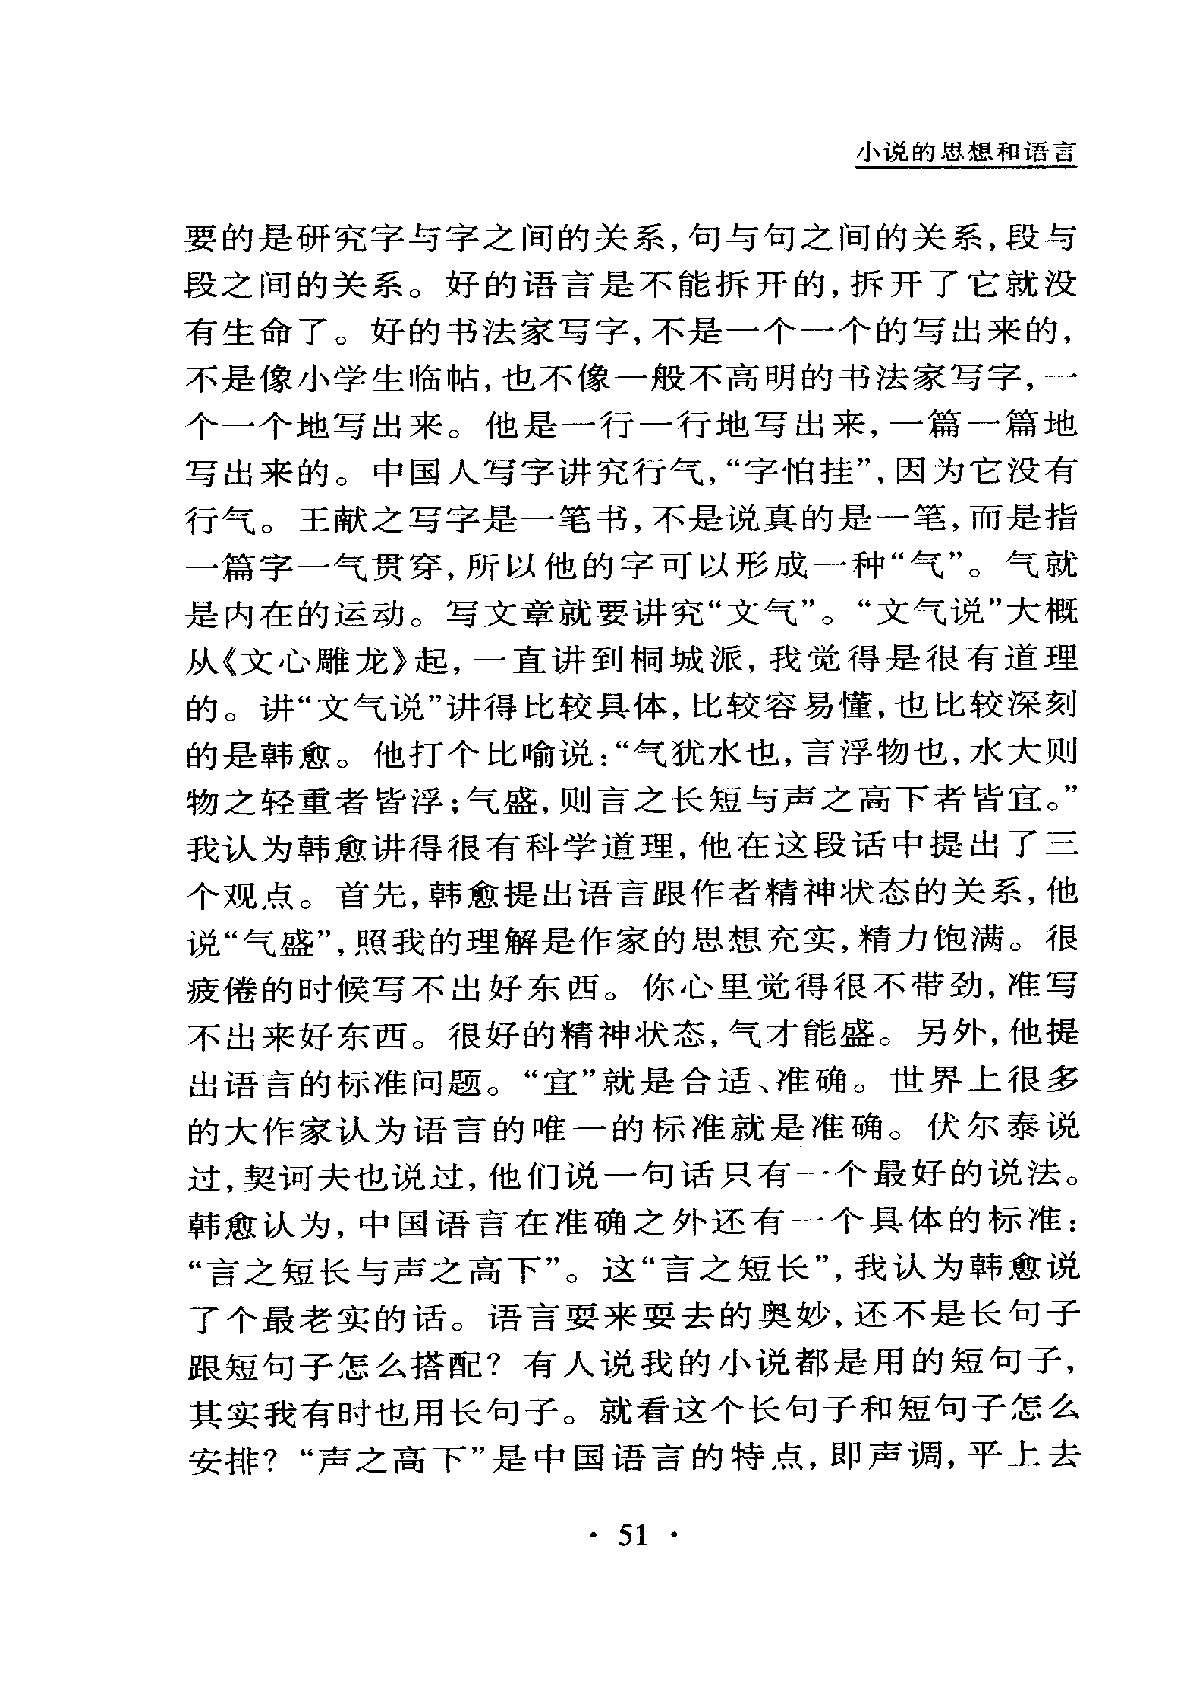 小说的思想和语言
要的是研究字与字之间的关系,句与句之间的关系,段与
段之间的关系。好的语言是不能拆开的,拆开了它就没
有生命了。好的书法家写字,不是一个一个的写出来的,
不是像小学生临帖,也不像一般不高明的书法家写字,一
个一个地写出来。他是一行一行地写出来,一篇一篇地
写出来的。中国人写字讲究行气,“字怕挂”,因为它没有
行气。王献之写字是一笔书,不是说真的是一笔,而是指
一篇字一气贯穿,所以他的字可以形成一种“气”。气就
是内在的运动。写文章就要讲究“文气”。“文气说”大概
从《文心雕龙》起,一直讲到桐城派,我觉得是很有道理
的。讲“文气说”讲得比较具体,比较容易懂,也比较深刻
的是韩愈。他打个比喻说:“气犹水也,言浮物也,水大则
物之轻重者皆浮;气盛,则言之长短与声之高下者皆宜。”
我认为韩愈讲得很有科学道理,他在这段话中提出了三
个观点。首先,韩愈提出语言跟作者精神状态的关系,他
说“气盛”,照我的理解是作家的思想充实,精力饱满。很
疲倦的时候写不出好东西。你心里觉得很不带劲,准写
不出来好东西。很好的精神状态,气才能盛。另外,他提
出语言的标准问题。“宜”就是合适、准确。世界上很多
的大作家认为语言的唯一的标准就是准确。伏尔泰说
过,契诃夫也说过,他们说一句话只有一个最好的说法。
韩愈认为,中国语言在准确之外还有一个具体的标准:
“言之短长与声之高下”。这“言之短长”,我认为韩愈说
了个最老实的话。语言耍来耍去的奥妙,还不是长句子
跟短句子怎么搭配?有人说我的小说都是用的短句子,
其实我有时也用长句子。就看这个长句子和短句子怎么
安排?“声之高下”是中国语言的特点,即声调,平上去
· 51 ·